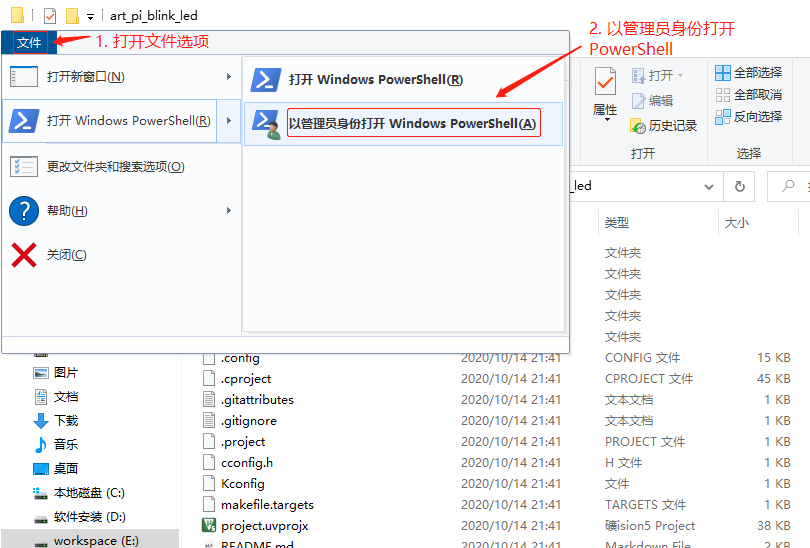 art_pi_blink_led
文件
1. 打开文件选项
2. 以管理员身份打开
PowerShell
打开新窗口(N)
打开 Windows PowerShell(R)
更改文件夹和搜索选项(O)
帮助(H)
关闭(C)
打开 Windows PowerShell(R)
以管理员身份打开 Windows PowerShell(A)
属性
打开
编辑
历史记录
打开
全部选择
全部取消
反向选择
选择
_led
类型 大小
文件夹
文件夹
文件夹
文件夹
文件夹
.config 2020/10/14 21:41 CONFIG 文件 15 KB
.cproject 2020/10/14 21:41 CPROJECT 文件 45 KB
.gitattributes 2020/10/14 21:41 文本文档 1 KB
.gitignore 2020/10/14 21:41 文本文档 1 KB
.project 2020/10/14 21:41 PROJECT 文件 1 KB
cconfig.h 2020/10/14 21:41 H 文件 1 KB
Kconfig 2020/10/14 21:41 文件 1 KB
makefile.targets 2020/10/14 21:41 TARGETS 文件 1 KB
project.uvprojx 2020/10/14 21:41 礦ision5 Project 38 KB
README.md 2020/10/14 21:41 Markdown File 2 KB
图片
文档
下载
音乐
桌面
本地磁盘 (C:)
软件安装 (D:)
workspace (E:)